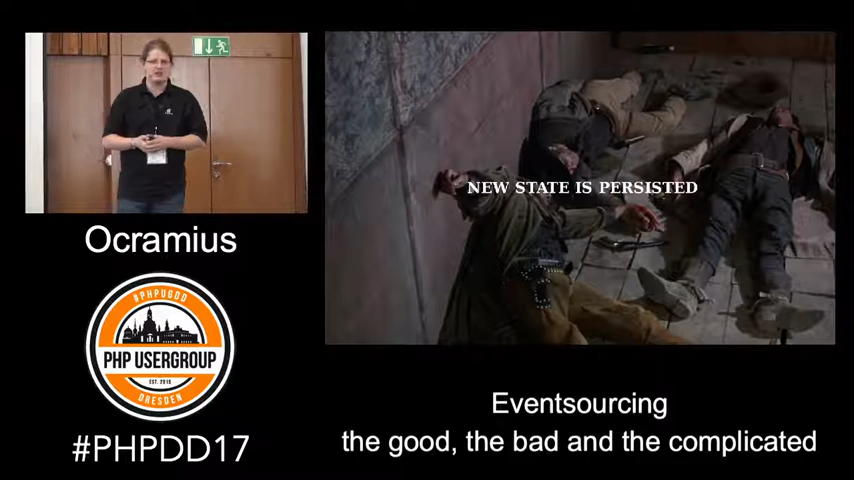 NEW STATE IS PERSISTED
Ocramius
#PHPUGDD
PHP USERGROUP
EST. 2015
DRESDEN
#PHPDD17
Eventsourcing
the good, the bad and the complicated